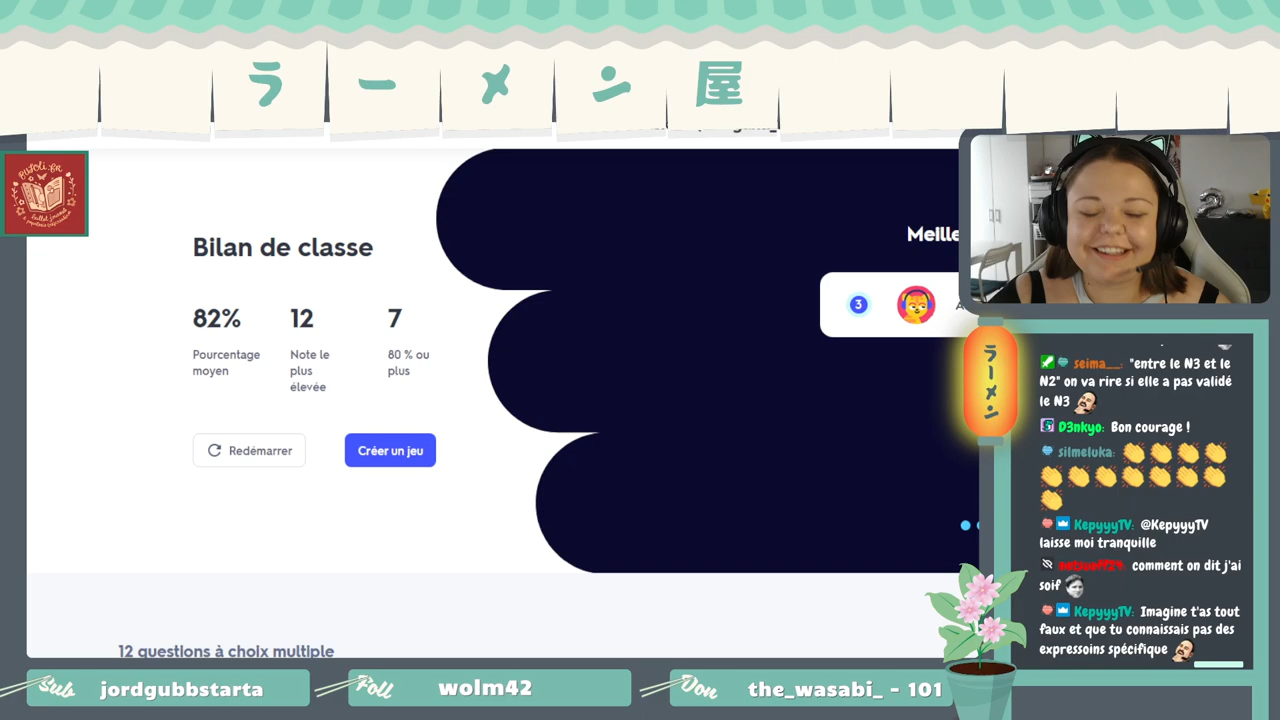 ラーメン屋
Bilan de classe
82%
12
7
Pourcentage
moyen
Note le
plus
élevée
80 % ou
plus
Redémarrer
Créer un jeu
Meille
3
12 questions à choix multiple
ラーメン
seima__: "entre le N3 et le
N2" on va rire si elle a pas validé
le N3
D3nkyo: Bon courage !
silmeluka:
KepyyyTV: @KepyyyTV
laisse moi tranquille
comment on dit j'ai
soif
KepyyyTV: Imagine t'as tout
faux et que tu connaissais pas des
expressoins spécifique
Sub
jordgubbstarta
Foll
wolm42
Don
the_wasabi_ - 101